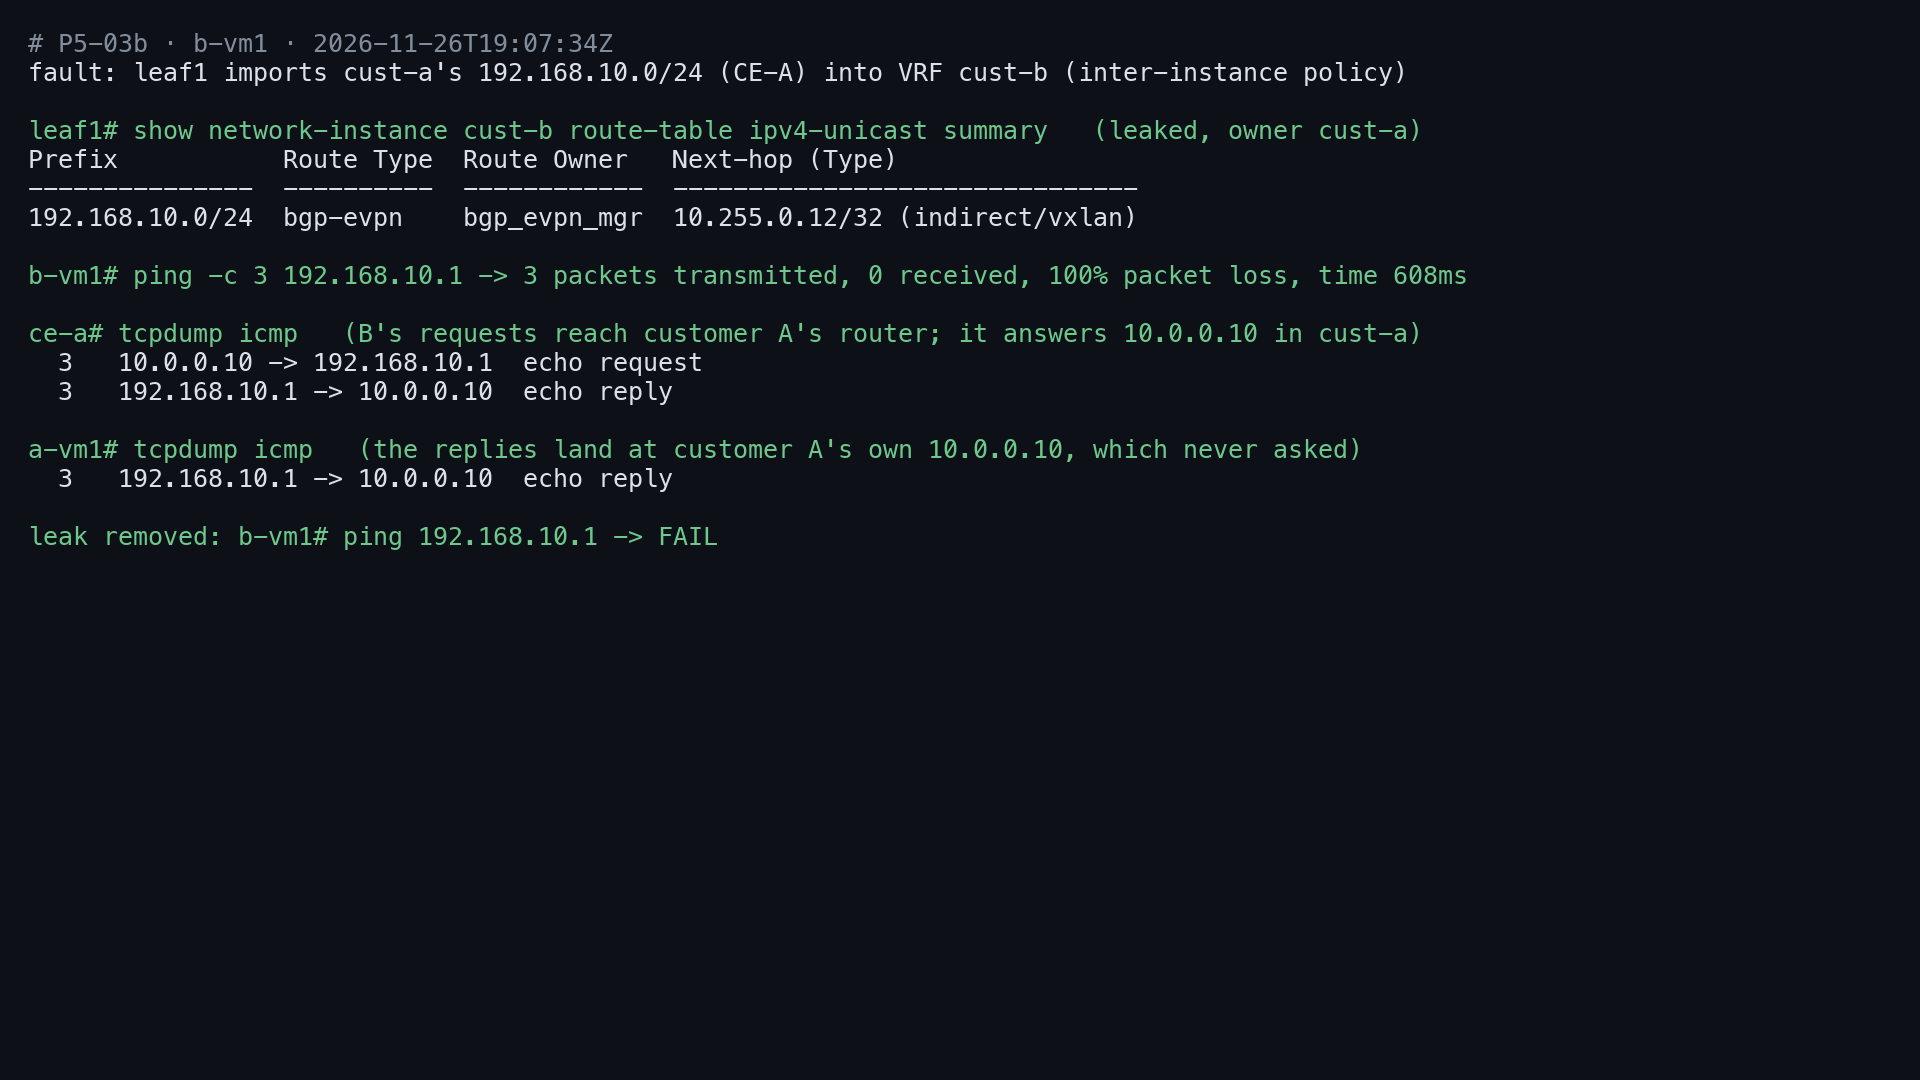 # P5-03b · b-vm1 · 2026-11-26T19:07:34Z
fault: leaf1 imports cust-a's 192.168.10.0/24 (CE-A) into VRF cust-b (inter-instance policy)
leaf1# show network-instance cust-b route-table ipv4-unicast summary   (leaked, owner cust-a)
Prefix           Route Type  Route Owner   Next-hop (Type)
---------------  ----------  ------------  -------------------------------
192.168.10.0/24  bgp-evpn    bgp_evpn_mgr  10.255.0.12/32 (indirect/vxlan)
b-vm1# ping -c 3 192.168.10.1 -> 3 packets transmitted, 0 received, 100% packet loss, time 608ms
ce-a# tcpdump icmp   (B's requests reach customer A's router; it answers 10.0.0.10 in cust-a)
  3   10.0.0.10 -> 192.168.10.1  echo request
  3   192.168.10.1 -> 10.0.0.10  echo reply
a-vm1# tcpdump icmp   (the replies land at customer A's own 10.0.0.10, which never asked)
  3   192.168.10.1 -> 10.0.0.10  echo reply
leak removed: b-vm1# ping 192.168.10.1 -> FAIL